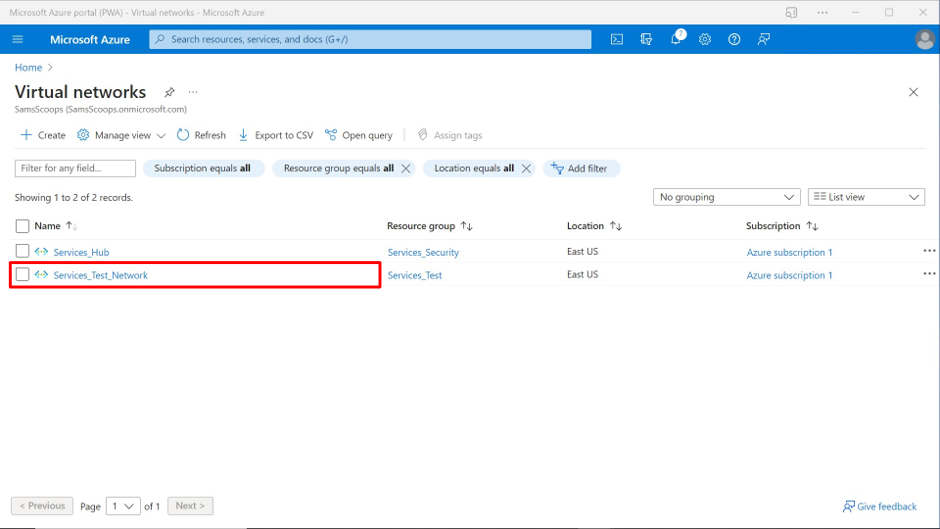 Microsoft Azure portal (PWA) - Virtual networks - Microsoft Azure
Microsoft Azure Search resources, services, and docs (G+/) 7
Home
Virtual networks
SamsScoops (SamsScoops.onmicrosoft.com)
Create Manage view Refresh Export to CSV Open query Assign tags
Filter for any field... Subscription equals all Resource group equals all Location equals all Add filter
Showing 1 to 2 of 2 records. No grouping List view
Name Resource group Location Subscription
Services_Hub Services_Security East US Azure subscription 1
Services_Test_Network Services_Test East US Azure subscription 1
< Previous Page 1 of 1 Next > Give feedback